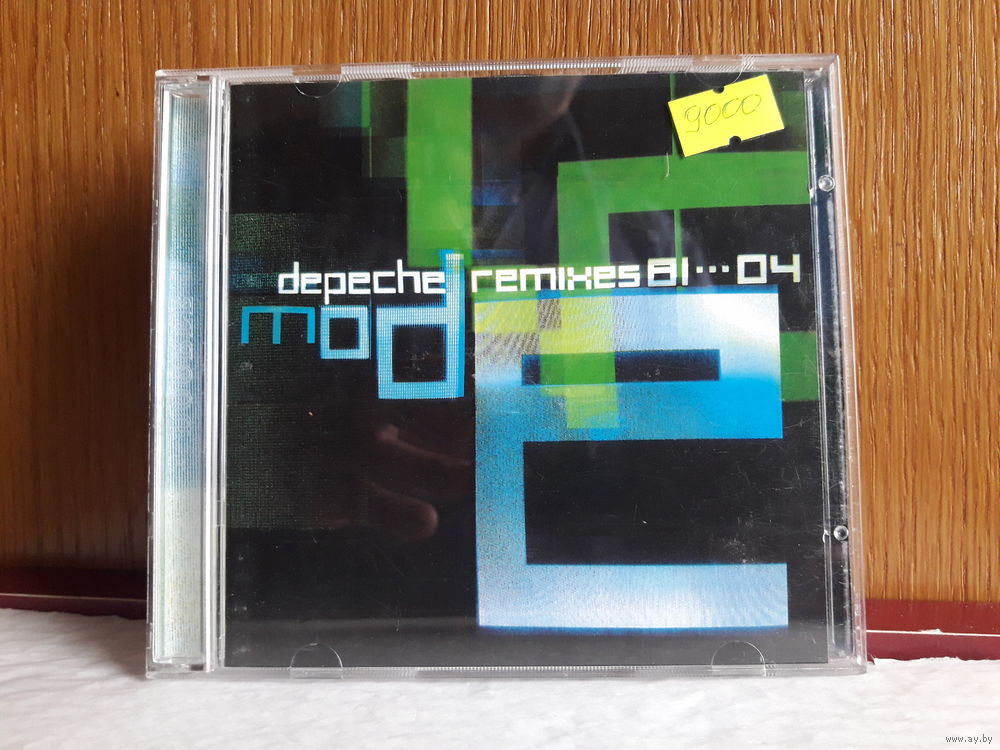 9000
depeche remixes 81···04
mode
www.ay.by